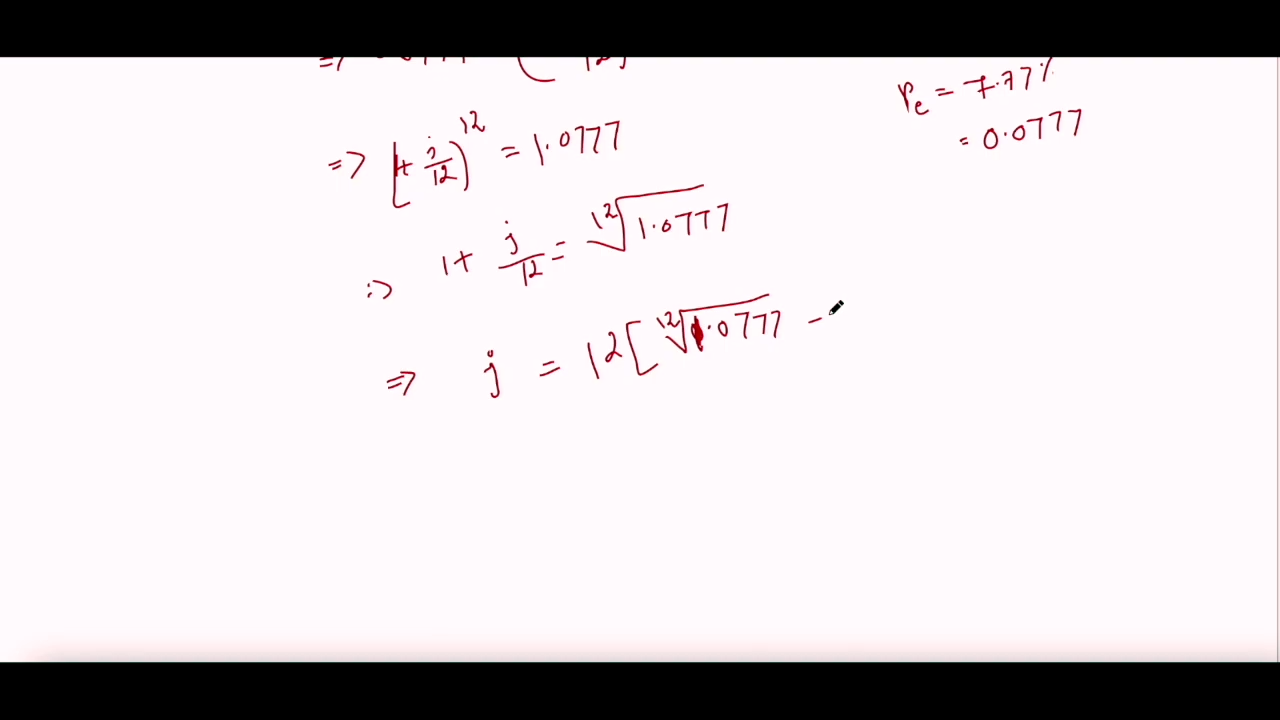 r_e = 7.77%
= 0.0777
=> [1+ j/12)^12 = 1.0777
=> 1+ j/12 = ¹²√1.0777
=> j = 12[ ¹²√1.0777 -